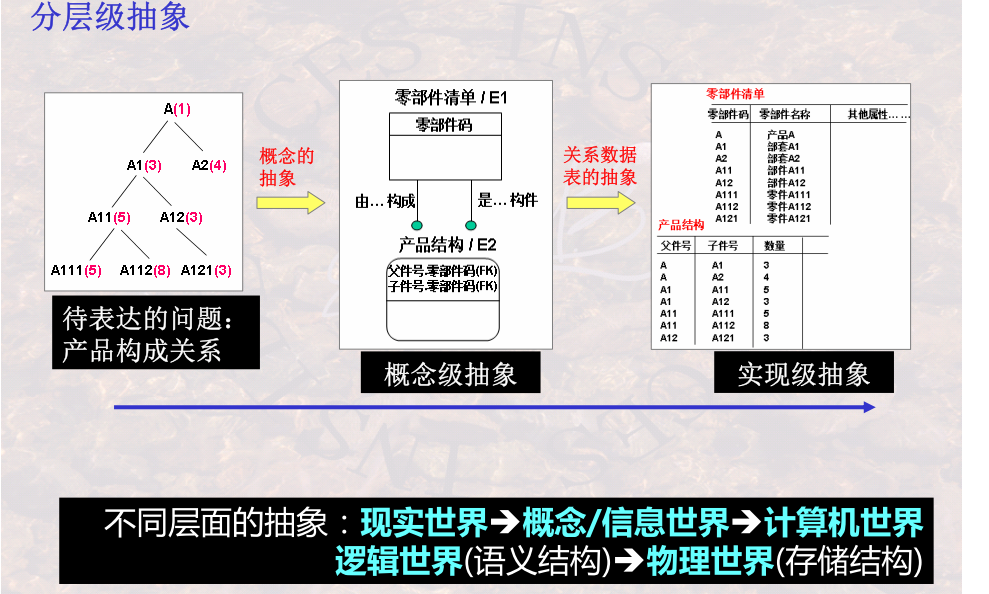 分层级抽象
A(1)
A1(3) A2(4)
A11(5) A12(3)
A111(5) A112(8) A121(3)
待表达的问题：
产品构成关系
概念的
抽象
零部件清单 / E1
零部件码
由…构成 是…构件
产品结构 / E2
父件号.零部件码(FK)
子件号.零部件码(FK)
概念级抽象
关系数据
表的抽象
零部件清单
零部件码 零部件名称 其他属性……
A 产品A
A1 部套A1
A2 部套A2
A11 部件A11
A12 部件A12
A111 零件A111
A112 零件A112
A121 零件A121
产品结构
父件号 子件号 数量
A A1 3
A A2 4
A1 A11 5
A1 A12 3
A11 A111 5
A11 A112 8
A12 A121 3
实现级抽象
不同层面的抽象：现实世界➔概念/信息世界➔计算机世界
逻辑世界(语义结构)➔物理世界(存储结构)